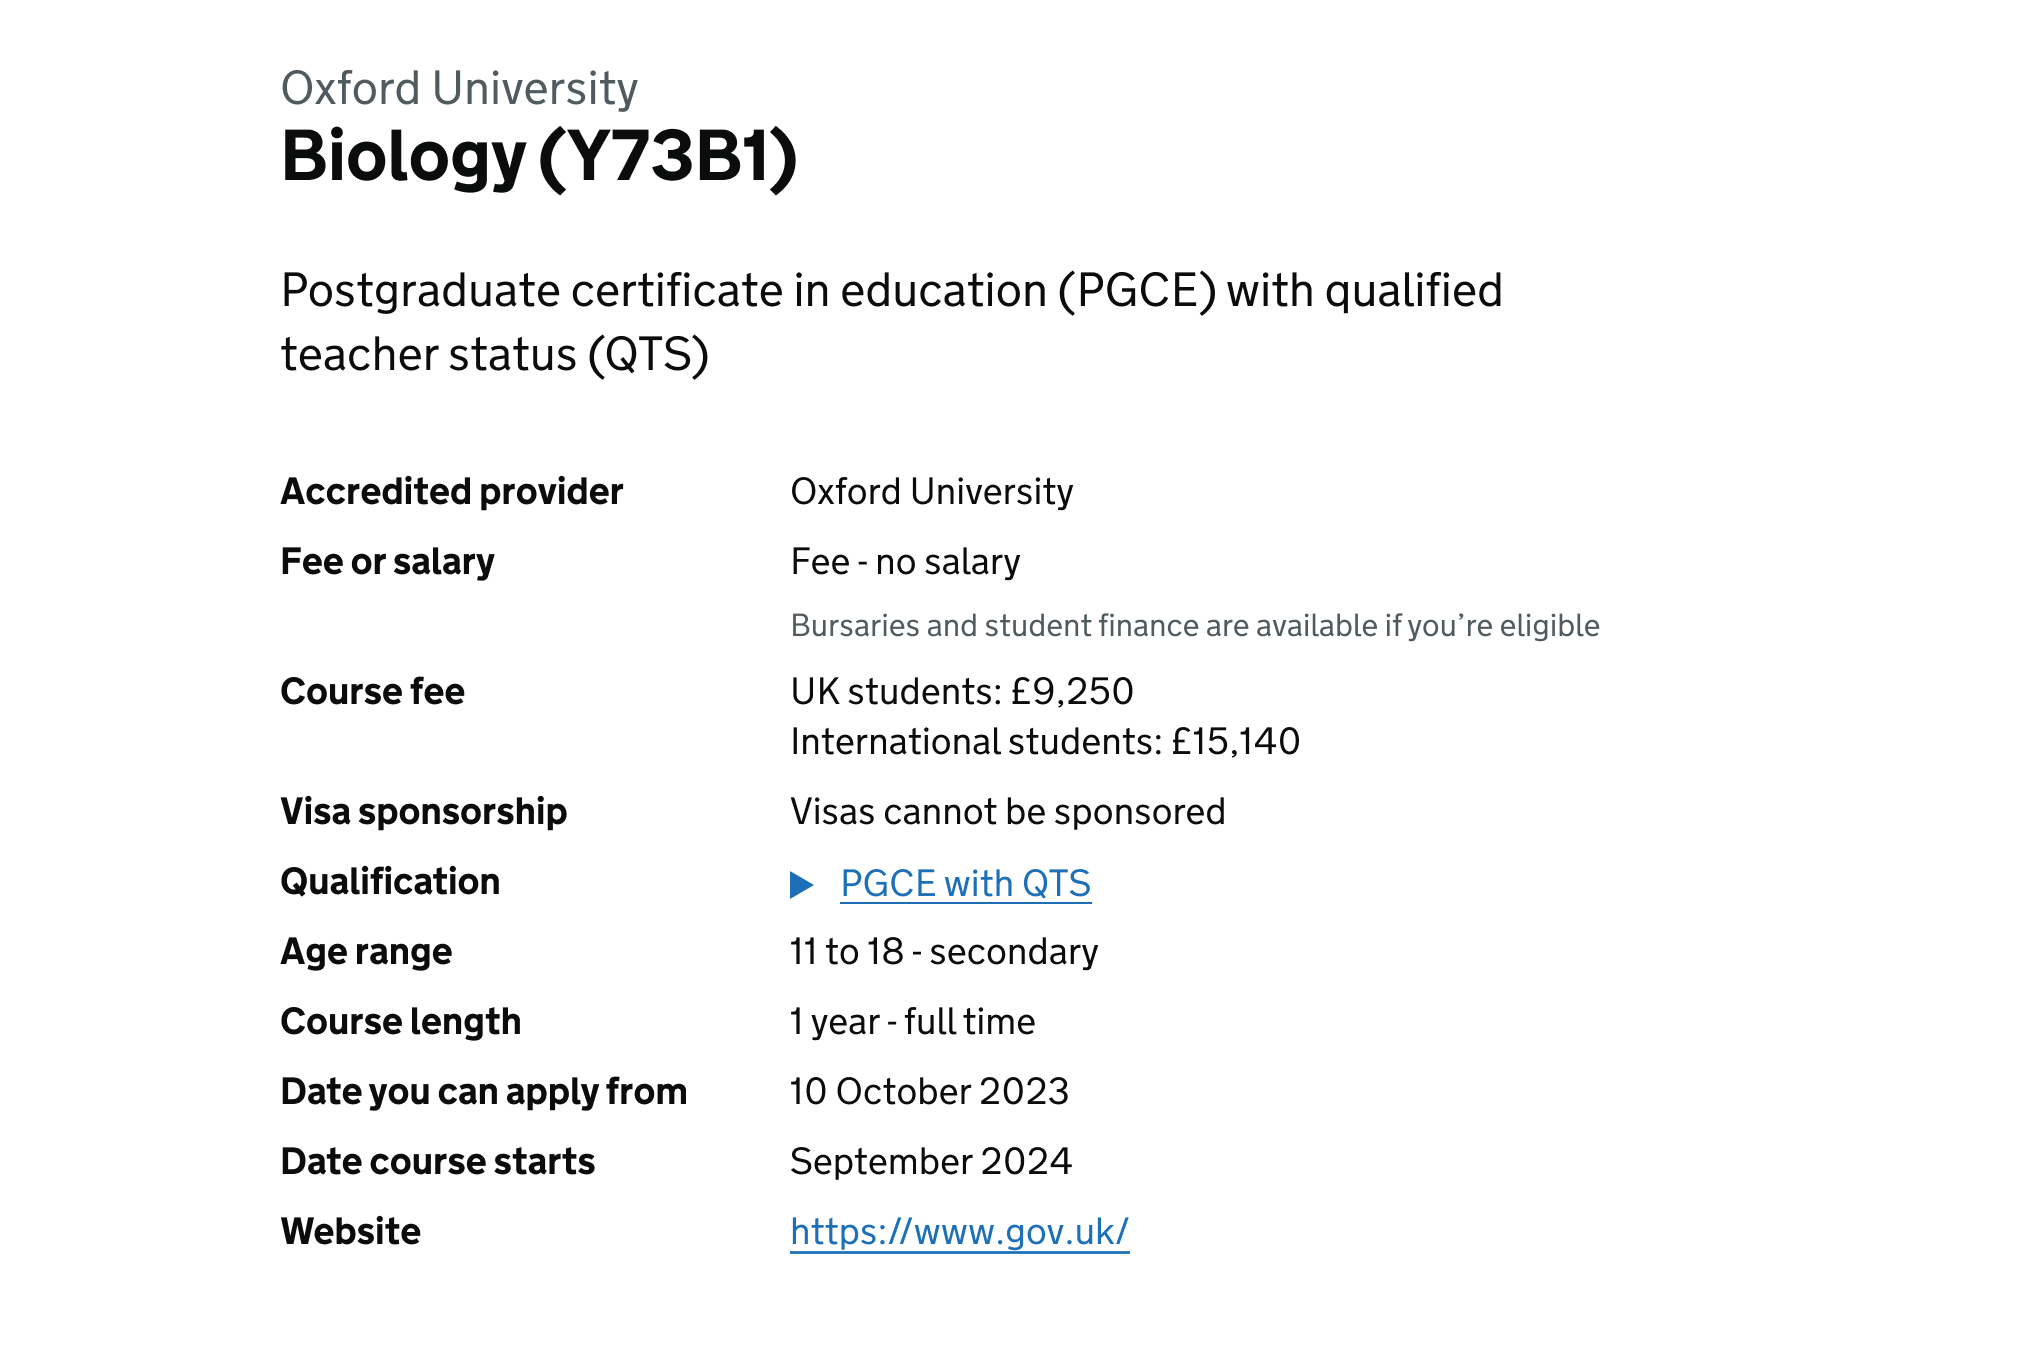 Oxford University
Biology (Y73B1)
Postgraduate certificate in education (PGCE) with qualified
teacher status (QTS)
Accredited provider Oxford University
Fee or salary Fee - no salary
Bursaries and student finance are available if you’re eligible
Course fee UK students: £9,250
International students: £15,140
Visa sponsorship Visas cannot be sponsored
Qualification PGCE with QTS
Age range 11 to 18 - secondary
Course length 1 year - full time
Date you can apply from 10 October 2023
Date course starts September 2024
Website https://www.gov.uk/